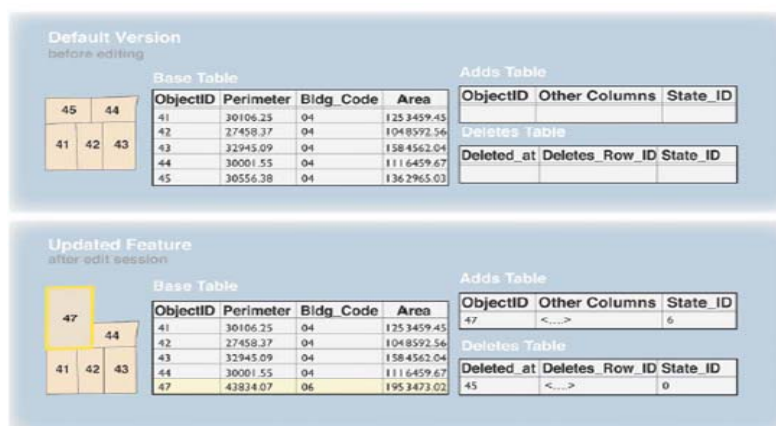 Default Version
before editing
45 44
41 42 43
Base Table
ObjectID Perimeter Bldg_Code Area
41 30106.25 04 1253459.45
42 27458.37 04 1048592.56
43 32945.09 04 1584562.04
44 30001.55 04 1116459.67
45 30556.38 04 1362965.03
Adds Table
ObjectID Other Columns State_ID
Deletes Table
Deleted_at Deletes_Row_ID State_ID
Updated Feature
after edit session
47
44
41 42 43
Base Table
ObjectID Perimeter Bldg_Code Area
41 30106.25 04 1253459.45
42 27458.37 04 1048592.56
43 32945.09 04 1584562.04
44 30001.55 04 1116459.67
47 43834.07 06 1953473.02
Adds Table
ObjectID Other Columns State_ID
47 <....> 6
Deletes Table
Deleted_at Deletes_Row_ID State_ID
45 <....> 0